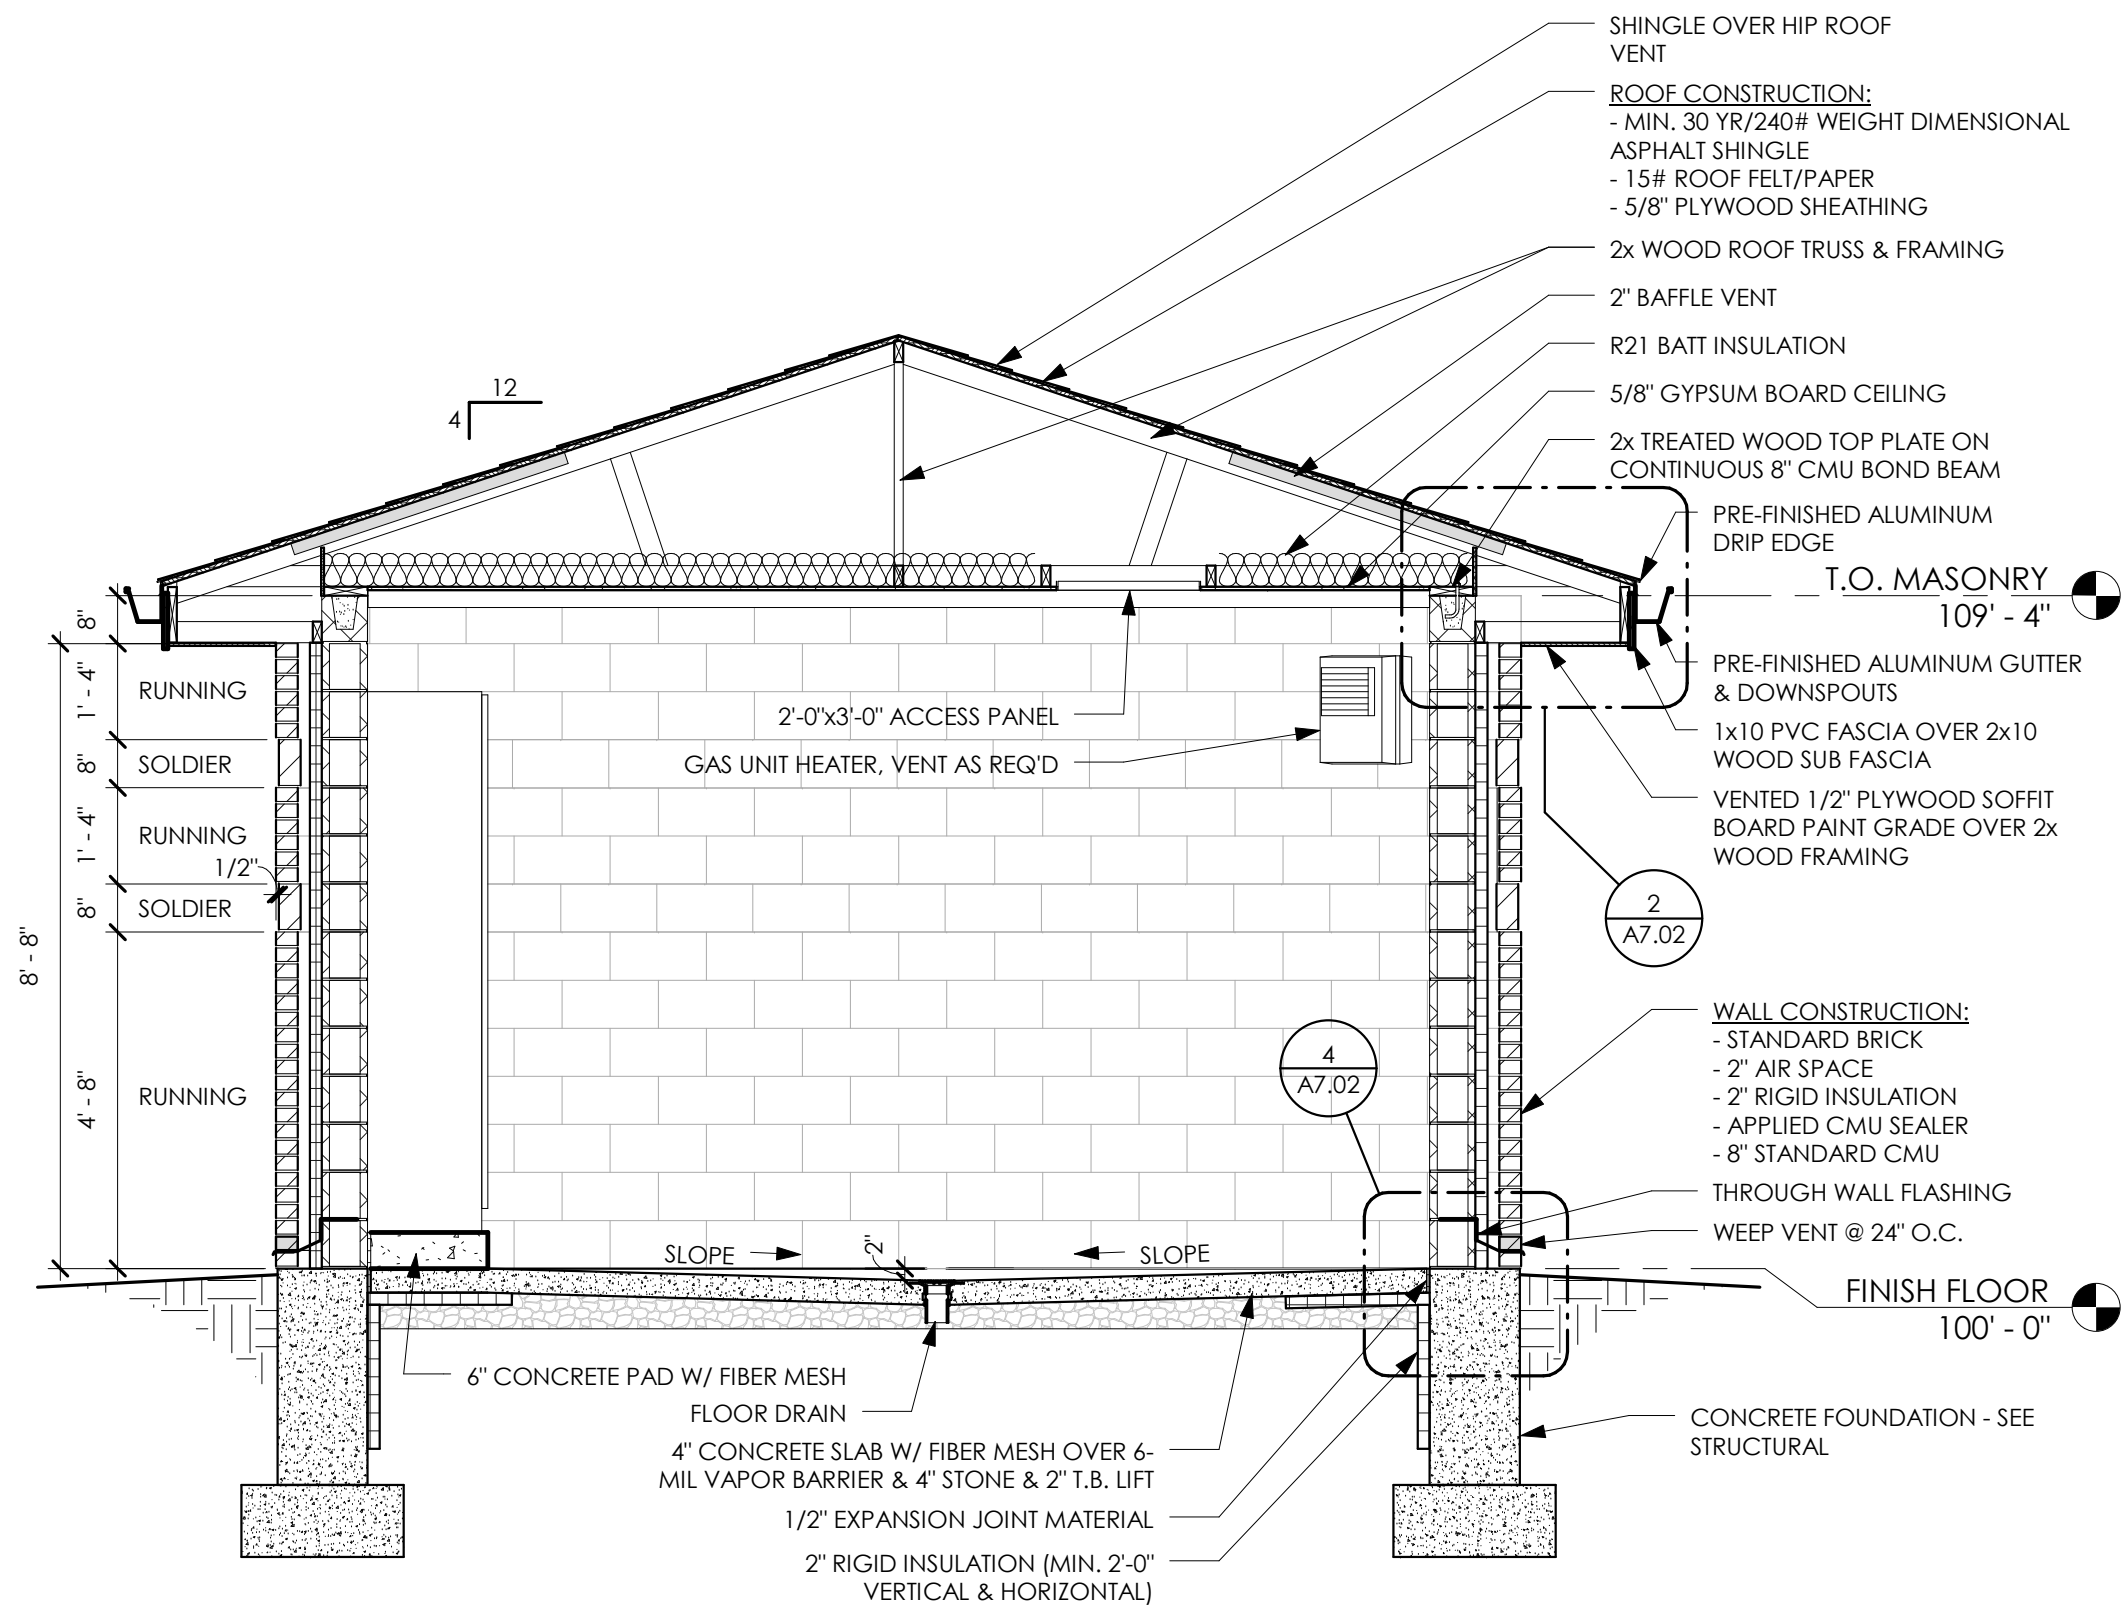 SHINGLE OVER HIP ROOF
VENT
ROOF CONSTRUCTION:
- MIN. 30 YR/240# WEIGHT DIMENSIONAL
ASPHALT SHINGLE
- 15# ROOF FELT/PAPER
- 5/8" PLYWOOD SHEATHING
2x WOOD ROOF TRUSS & FRAMING
2" BAFFLE VENT
R21 BATT INSULATION
5/8" GYPSUM BOARD CEILING
2x TREATED WOOD TOP PLATE ON
CONTINUOUS 8" CMU BOND BEAM
PRE-FINISHED ALUMINUM
DRIP EDGE
T.O. MASONRY
109' - 4"
PRE-FINISHED ALUMINUM GUTTER
& DOWNSPOUTS
1x10 PVC FASCIA OVER 2x10
WOOD SUB FASCIA
VENTED 1/2" PLYWOOD SOFFIT
BOARD PAINT GRADE OVER 2x
WOOD FRAMING
2
A7.02
WALL CONSTRUCTION:
- STANDARD BRICK
- 2" AIR SPACE
- 2" RIGID INSULATION
- APPLIED CMU SEALER
- 8" STANDARD CMU
THROUGH WALL FLASHING
WEEP VENT @ 24" O.C.
FINISH FLOOR
100' - 0"
CONCRETE FOUNDATION - SEE
STRUCTURAL
12
4
8"
1' - 4"
RUNNING
8"
SOLDIER
1' - 4"
RUNNING
1/2"
8"
SOLDIER
8' - 8"
4' - 8"
RUNNING
2'-0"x3'-0" ACCESS PANEL
GAS UNIT HEATER, VENT AS REQ'D
4
A7.02
SLOPE
2"
SLOPE
6" CONCRETE PAD W/ FIBER MESH
FLOOR DRAIN
4" CONCRETE SLAB W/ FIBER MESH OVER 6-
MIL VAPOR BARRIER & 4" STONE & 2" T.B. LIFT
1/2" EXPANSION JOINT MATERIAL
2" RIGID INSULATION (MIN. 2'-0"
VERTICAL & HORIZONTAL)